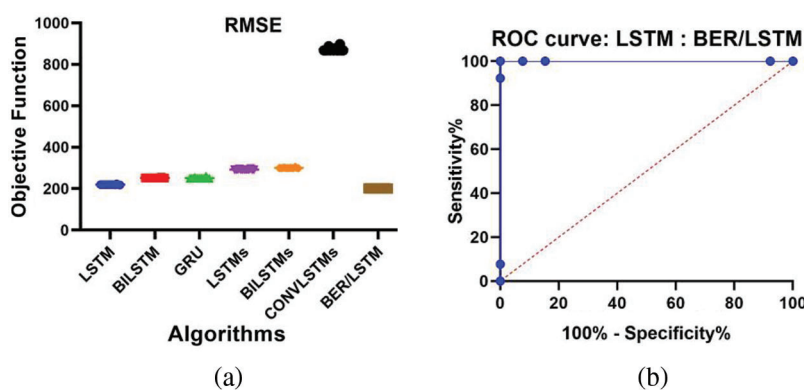 RMSE
Objective Function
1000
800
600
400
200
0
LSTM
BILSTM
GRU
LSTMs
BILSTMs
CONVLSTMs
BER/LSTM
Algorithms
(a)
ROC curve: LSTM : BER/LSTM
Sensitivity%
100
80
60
40
20
0
0 20 40 60 80 100
100% - Specificity%
(b)